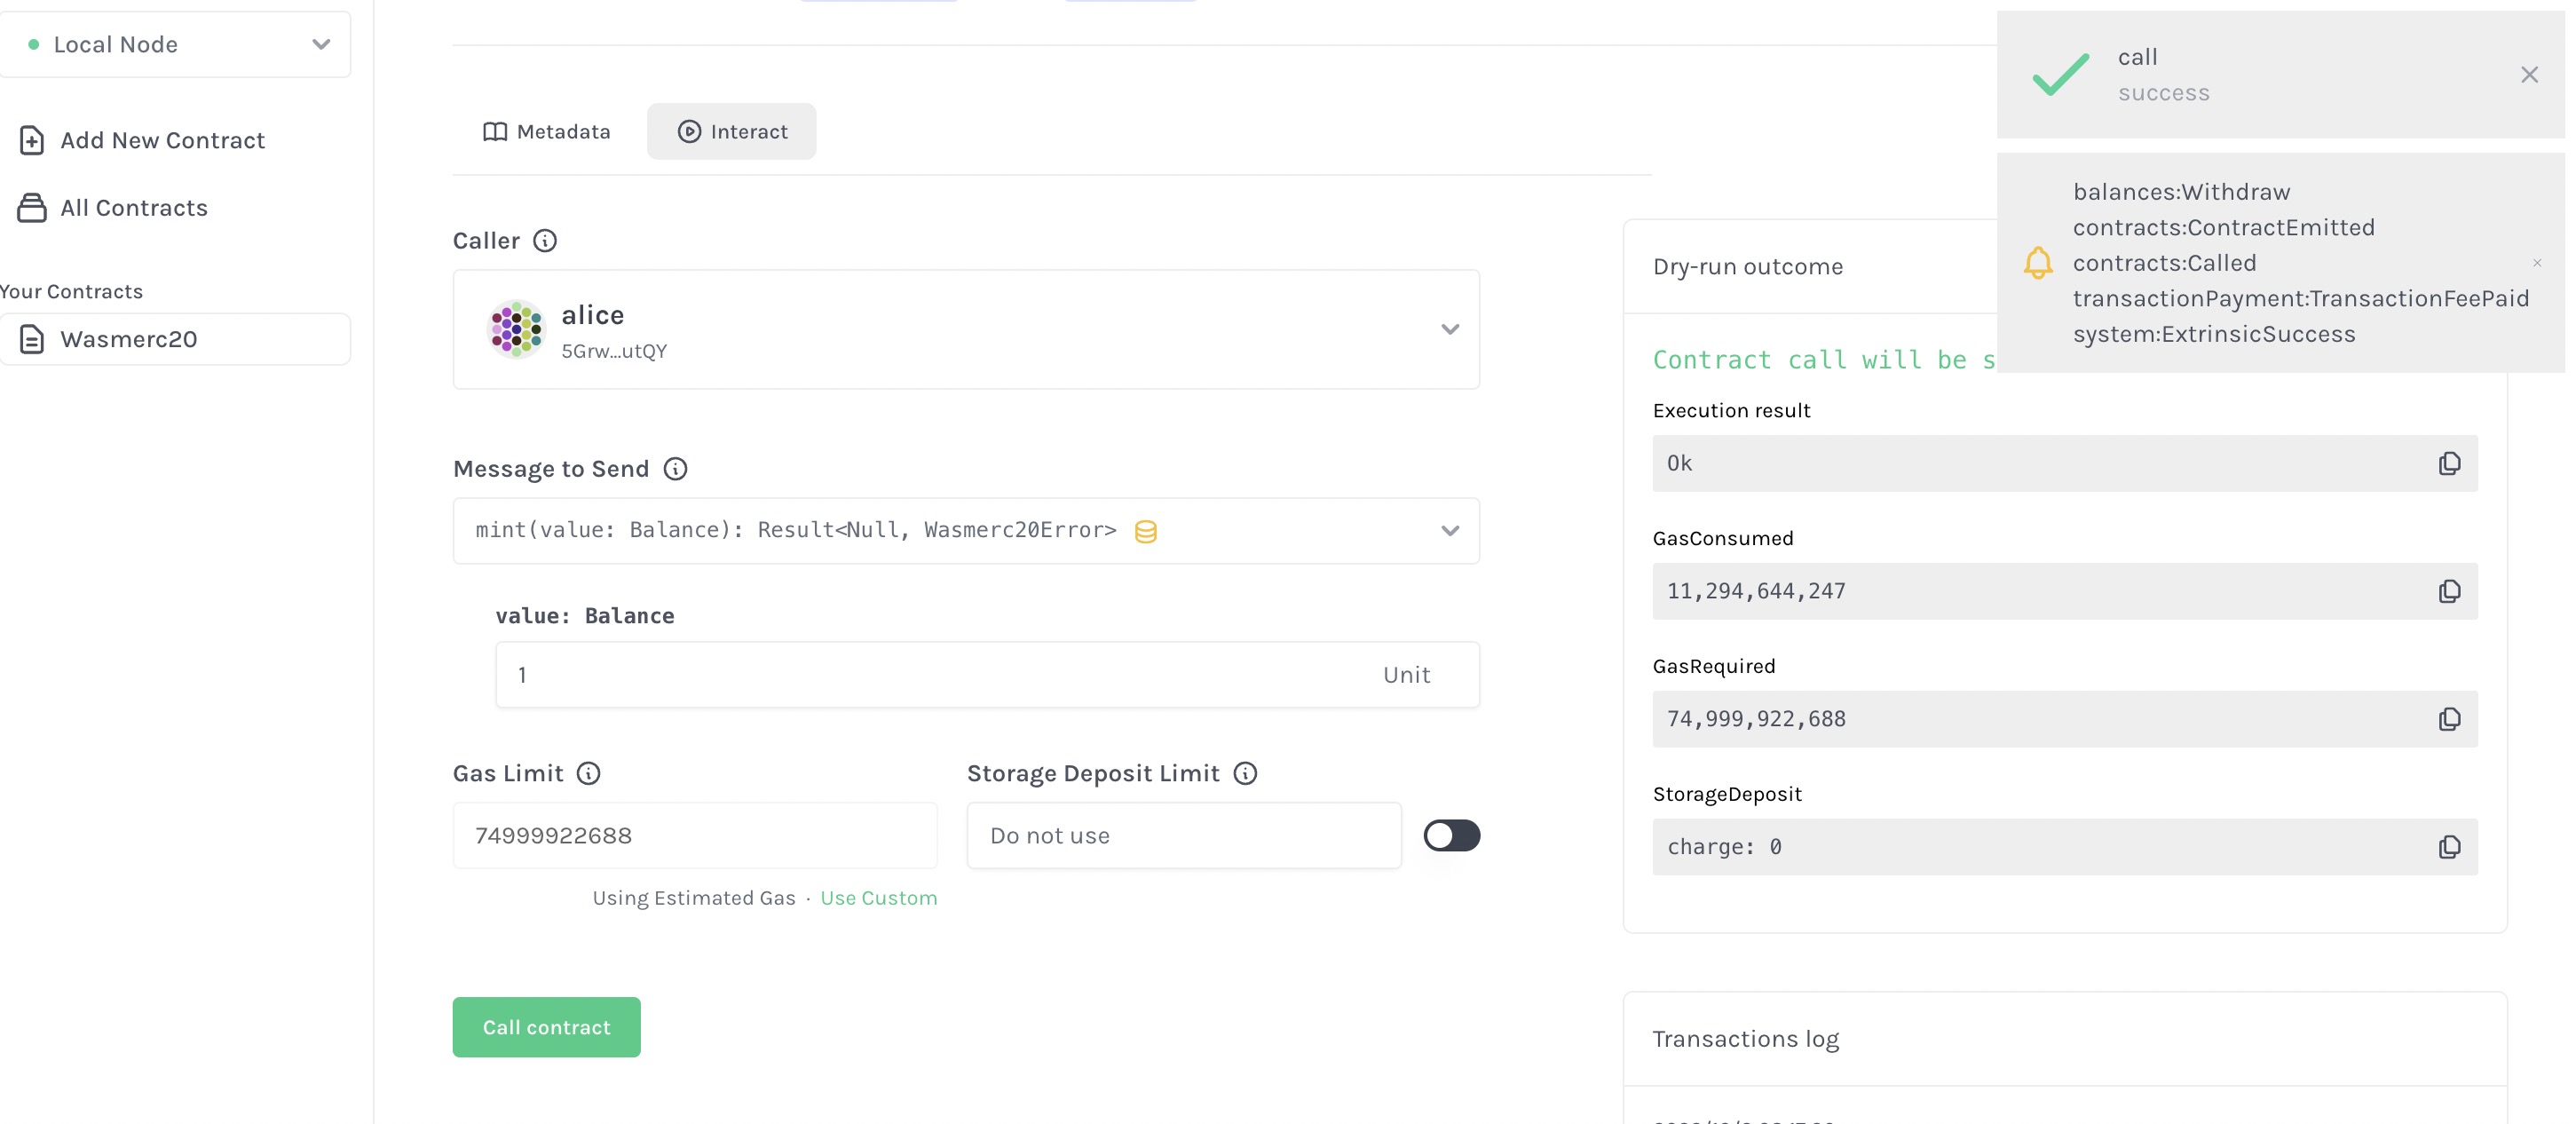 Local Node
Add New Contract
All Contracts
Your Contracts
Wasmerc20
Metadata
Interact
Caller
alice
5Grw...utQY
Message to Send
mint(value: Balance): Result<Null, Wasmerc20Error>
value: Balance
1
Unit
Gas Limit
74999922688
Using Estimated Gas · Use Custom
Storage Deposit Limit
Do not use
Call contract
Dry-run outcome
Contract call will be s
Execution result
Ok
GasConsumed
11,294,644,247
GasRequired
74,999,922,688
StorageDeposit
charge: 0
Transactions log
call
success
balances:Withdraw
contracts:ContractEmitted
contracts:Called
transactionPayment:TransactionFeePaid
system:ExtrinsicSuccess